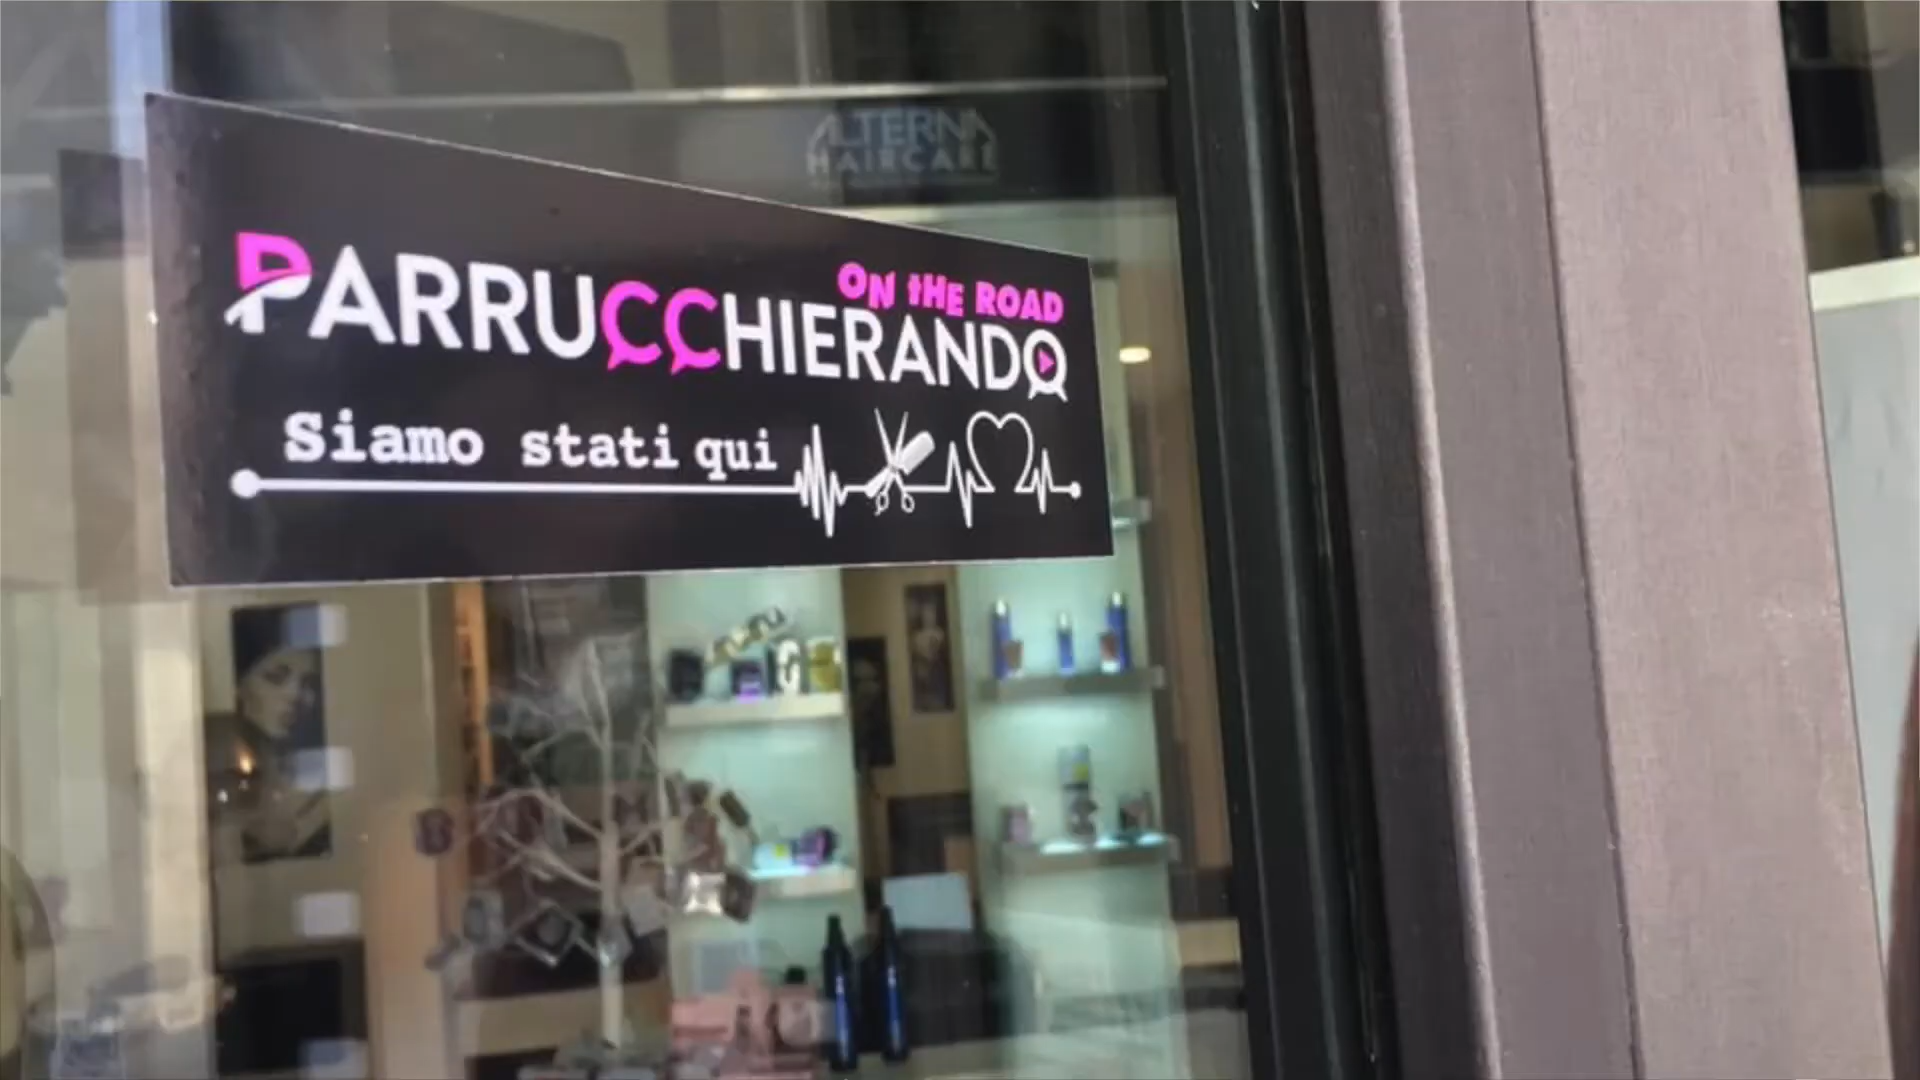 ALTERNA
HAIRCARE
ON tHE ROAD
PARRUCCHIERANDO
Siamo stati qui